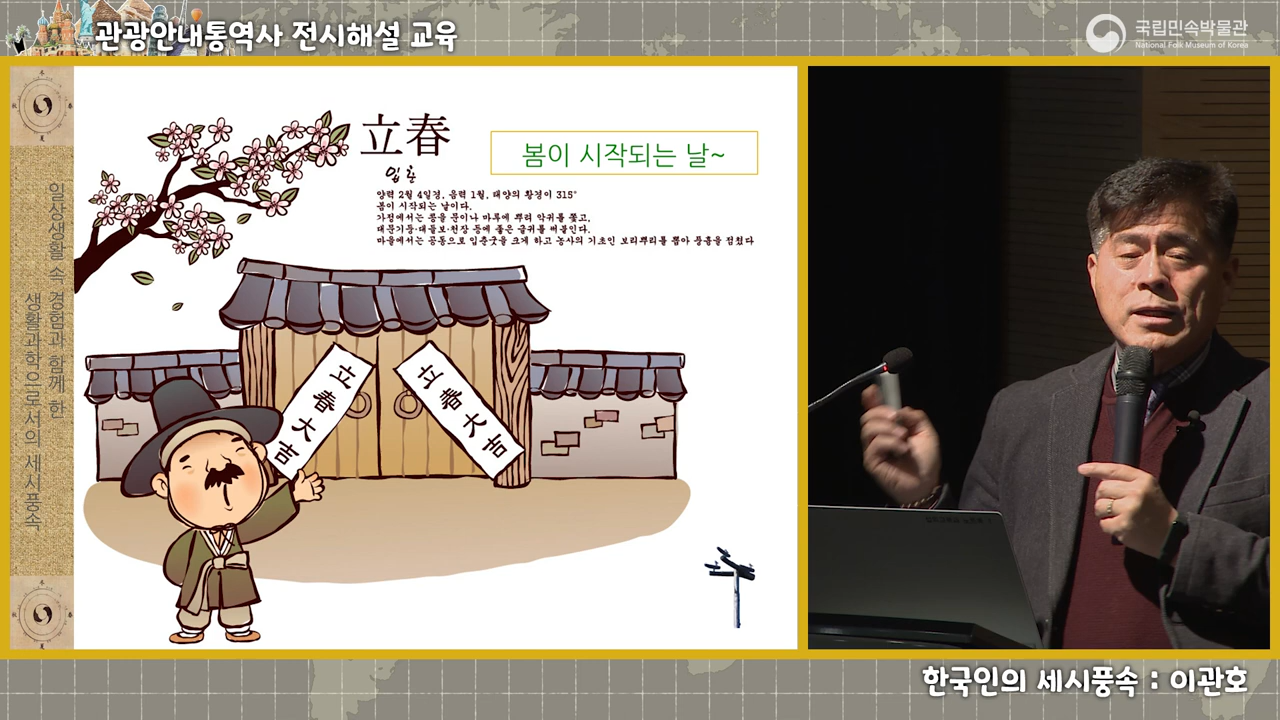 관광안내통역사 전시해설 교육
국립민속박물관
National Folk Museum of Korea
일상생활 속 경험과 함께 한
생활과학으로서의 세시풍속
立春
입춘
봄이 시작되는 날~
양력 2월 4일경, 음력 1월, 태양의 황경이 315°
봄이 시작되는 날이다.
가정에서는 콩을 문이나 마루에 뿌려 악귀를 쫓고,
대문기둥·대들보·천장 등에 좋은 글귀를 써붙인다.
마을에서는 공동으로 입춘굿을 크게 하고 농사의 기초인 보리뿌리를 뽑아 풍흉을 점쳤다
立春大吉
立春大吉
한국인의 세시풍속 : 이관호